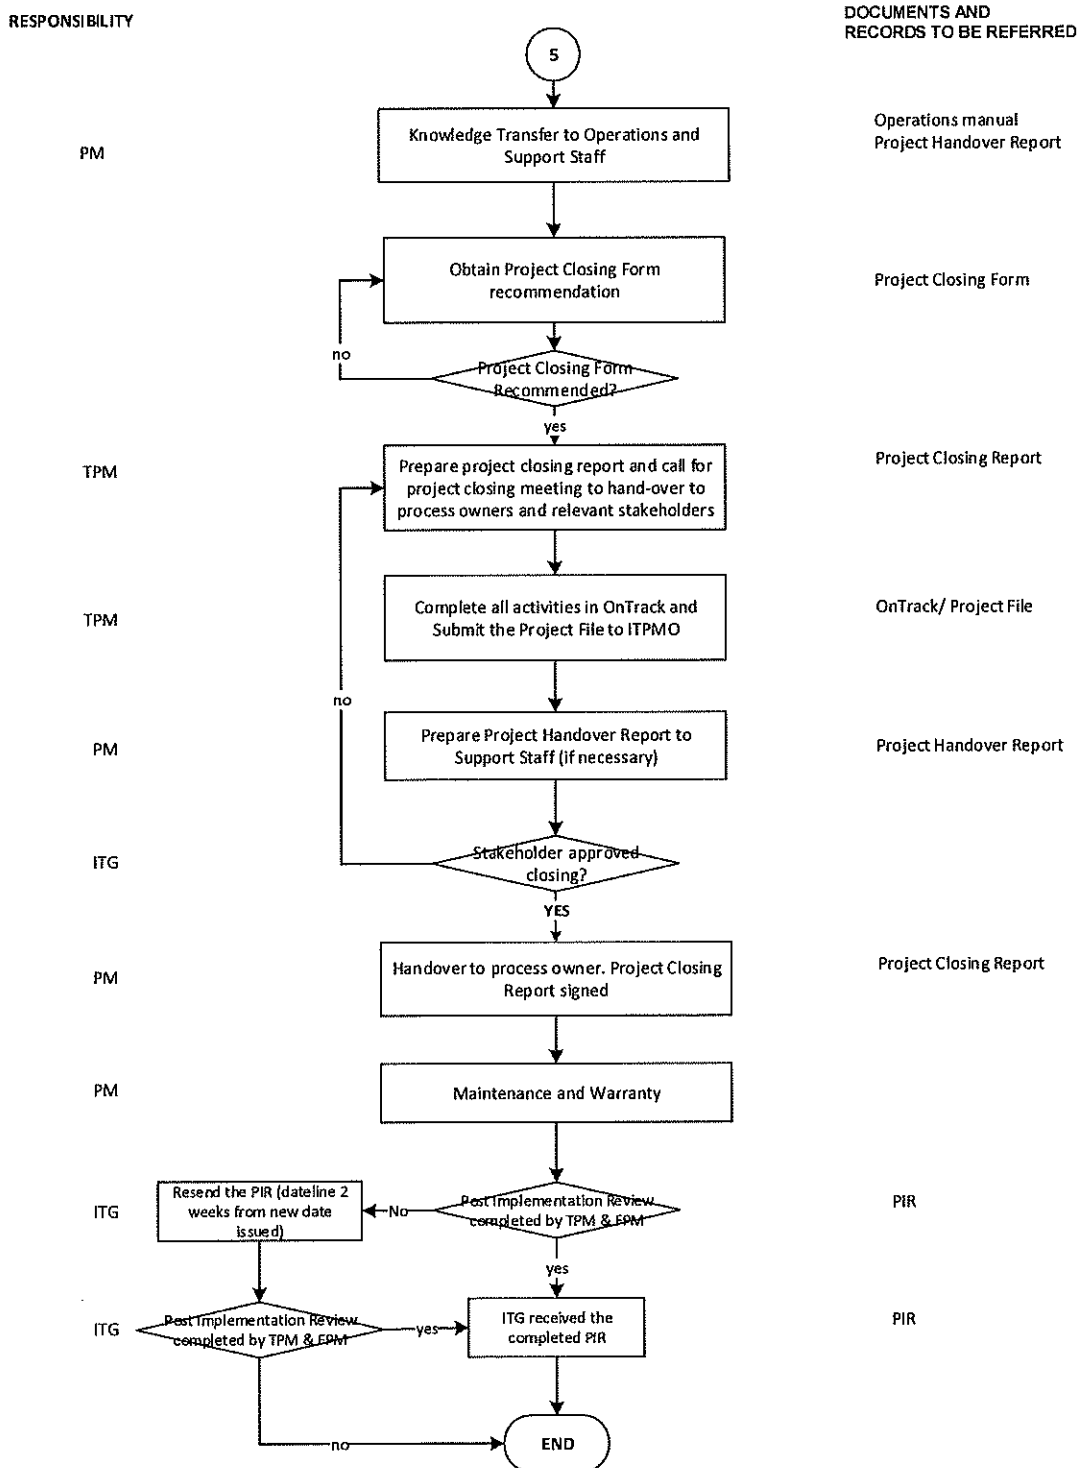 RESPONSIBILITY
DOCUMENTS AND
RECORDS TO BE REFERRED
5
PM
Knowledge Transfer to Operations and
Support Staff
Operations manual
Project Handover Report
Obtain Project Closing Form
recommendation
Project Closing Form
no
Project Closing Form
Recommended?
yes
TPM
Prepare project closing report and call for
project closing meeting to hand-over to
process owners and relevant stakeholders
Project Closing Report
TPM
Complete all activities in OnTrack and
Submit the Project File to ITPMO
OnTrack/ Project File
no
PM
Prepare Project Handover Report to
Support Staff (if necessary)
Project Handover Report
ITG
Stakeholder approved
closing?
YES
PM
Handover to process owner. Project Closing
Report signed
Project Closing Report
PM
Maintenance and Warranty
ITG
Resend the PIR (dateline 2
weeks from new date
issued)
No
Post Implementation Review
completed by TPM & FPM
PIR
yes
ITG
Post Implementation Review
completed by TPM & FPM
yes
ITG received the
completed PIR
PIR
no
END